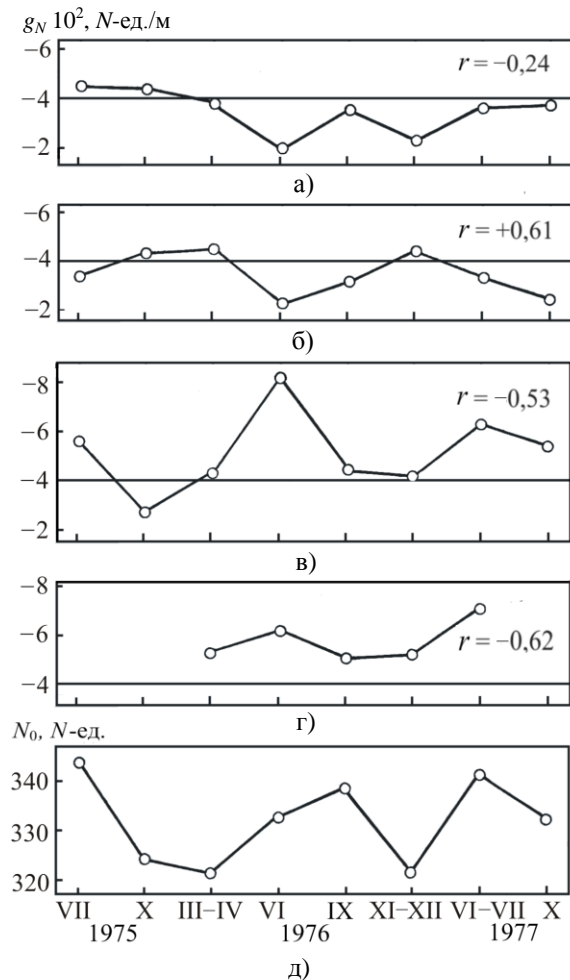 g_N 10², N-ед./м
−6
r = −0,24
−4
−2
а)
−6
r = +0,61
−4
−2
б)
−8
r = −0,53
−6
−4
−2
в)
−8
−6
r = −0,62
−4
г)
N₀, N-ед.
340
330
320
VII X III−IV VI IX XI−XII VI−VII X
1975 1976 1977
д)